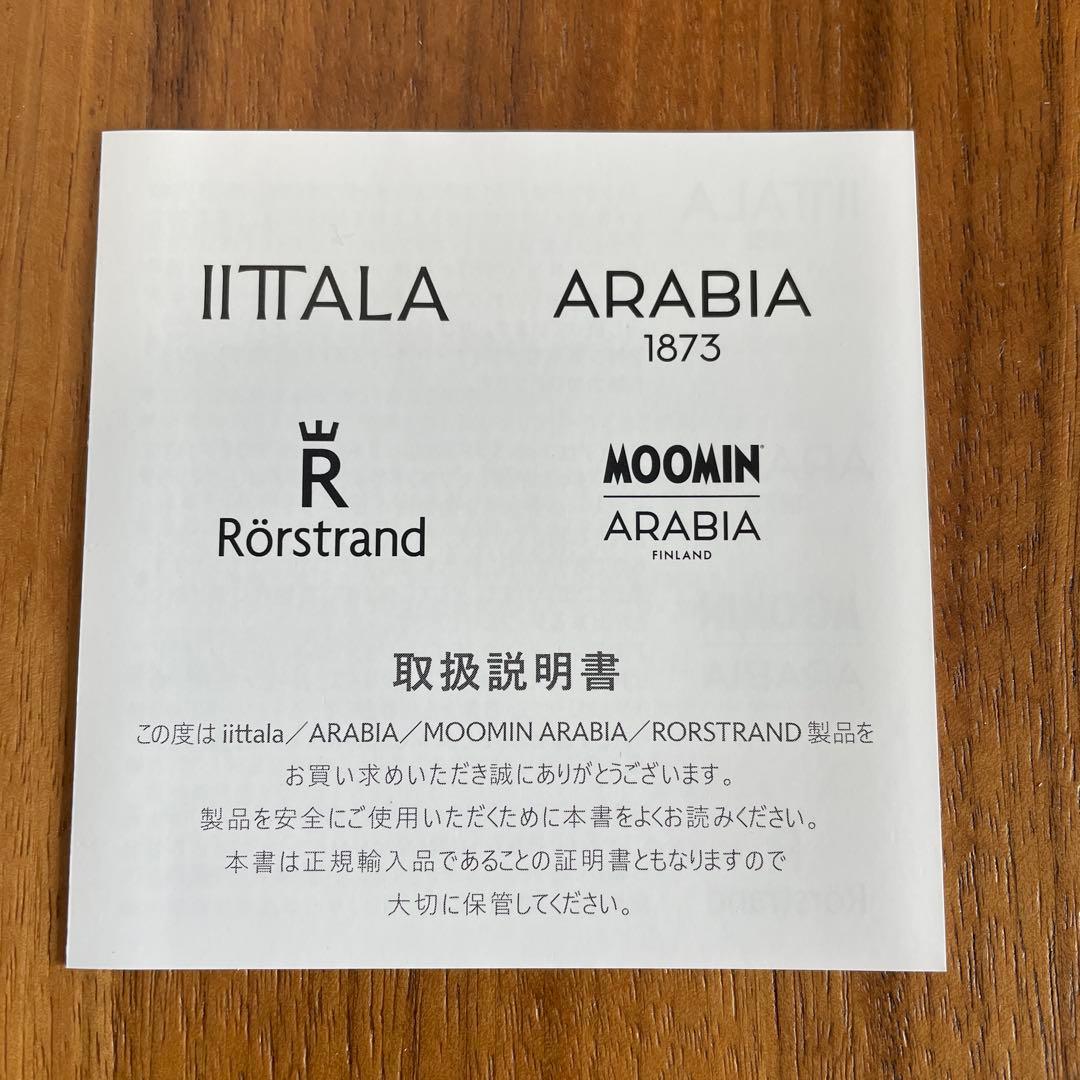 IITTALA
ARABIA
1873
R
Rörstrand
MOOMIN
ARABIA
FINLAND
取扱説明書
この度は iittala／ARABIA／MOOMIN ARABIA／RORSTRAND 製品を
お買い求めいただき誠にありがとうございます。
製品を安全にご使用いただくために本書をよくお読みください。
本書は正規輸入品であることの証明書ともなりますので
大切に保管してください。